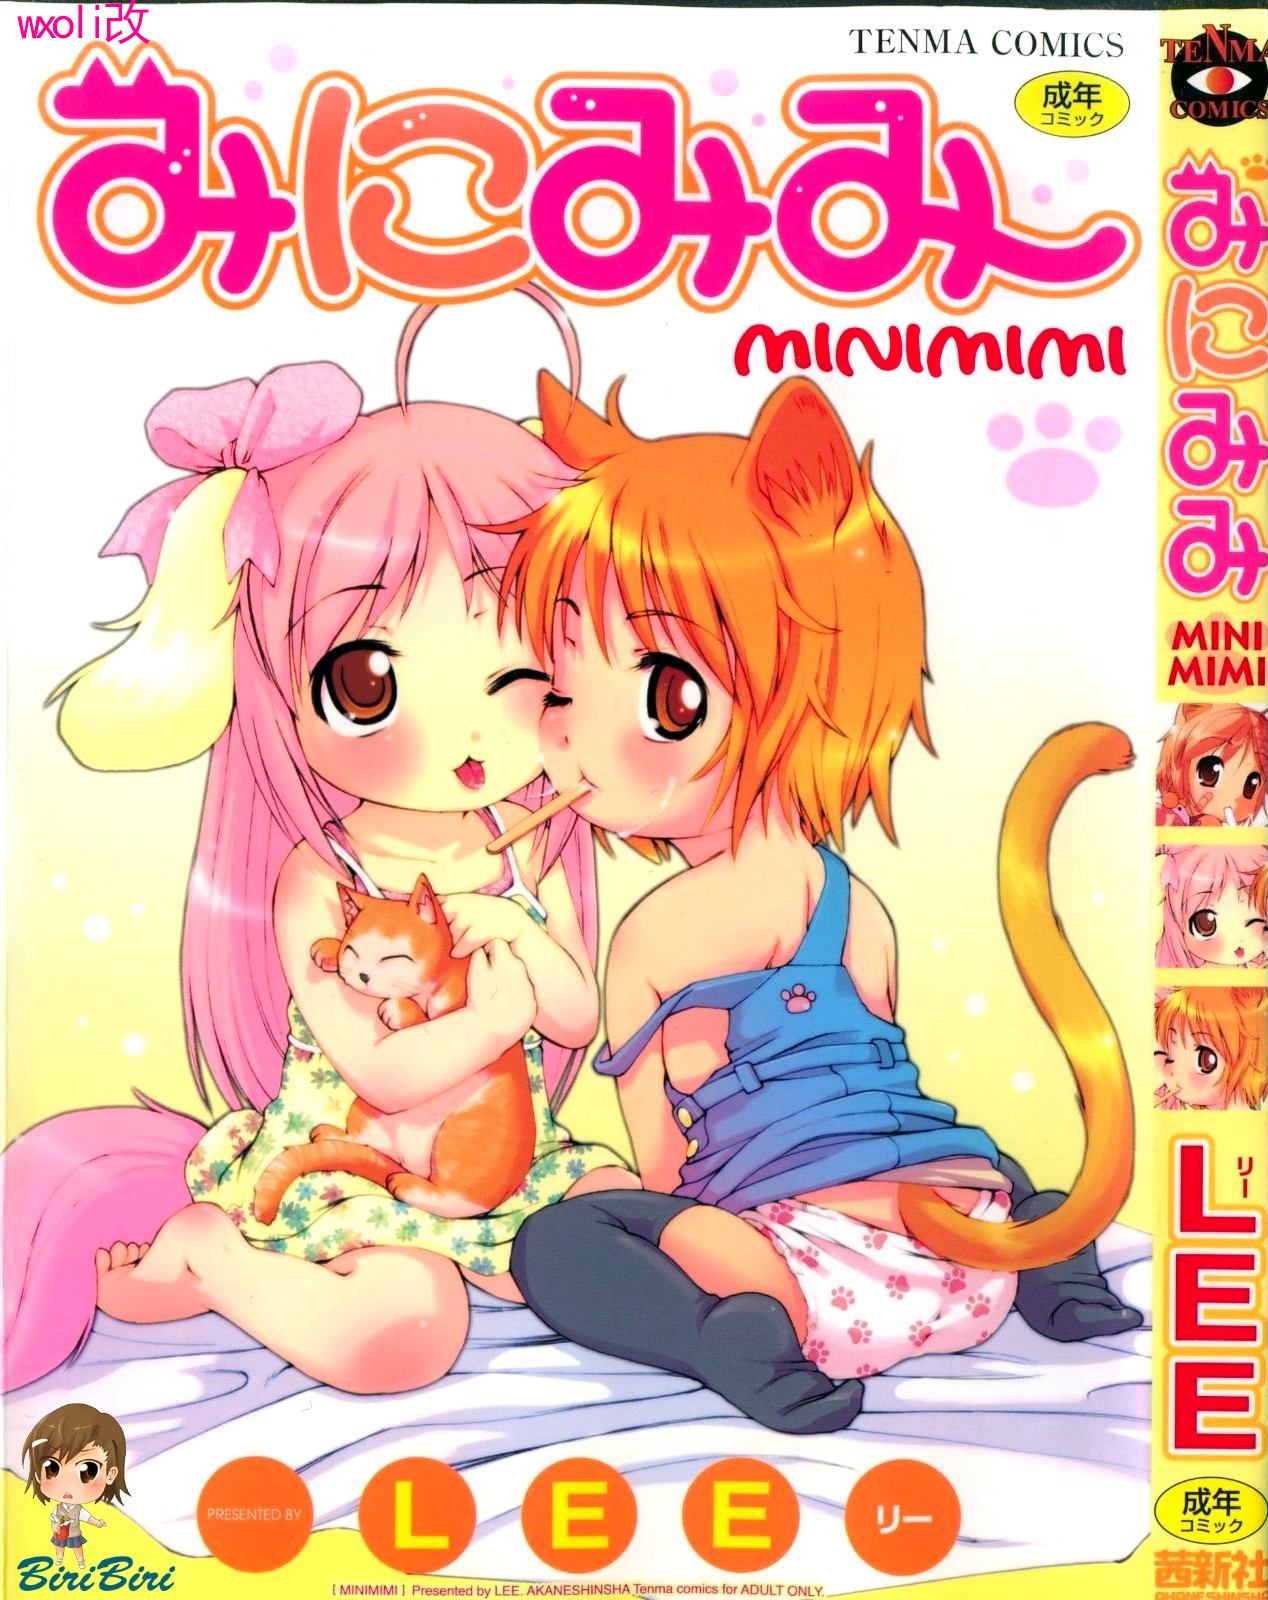 wxoli改
TENMA COMICS
成年
コミック
みにみみ
MINIMIMI
PRESENTED BY
LEE
リー
[ MINIMIMI ] Presented by LEE. AKANESHINSHA Tenma comics for ADULT ONLY.
BiriBiri
TENMA
COMICS
みにみみ
MINI
MIMI
LEE
リー
成年
コミック
茜新社
AKANESHINSHA